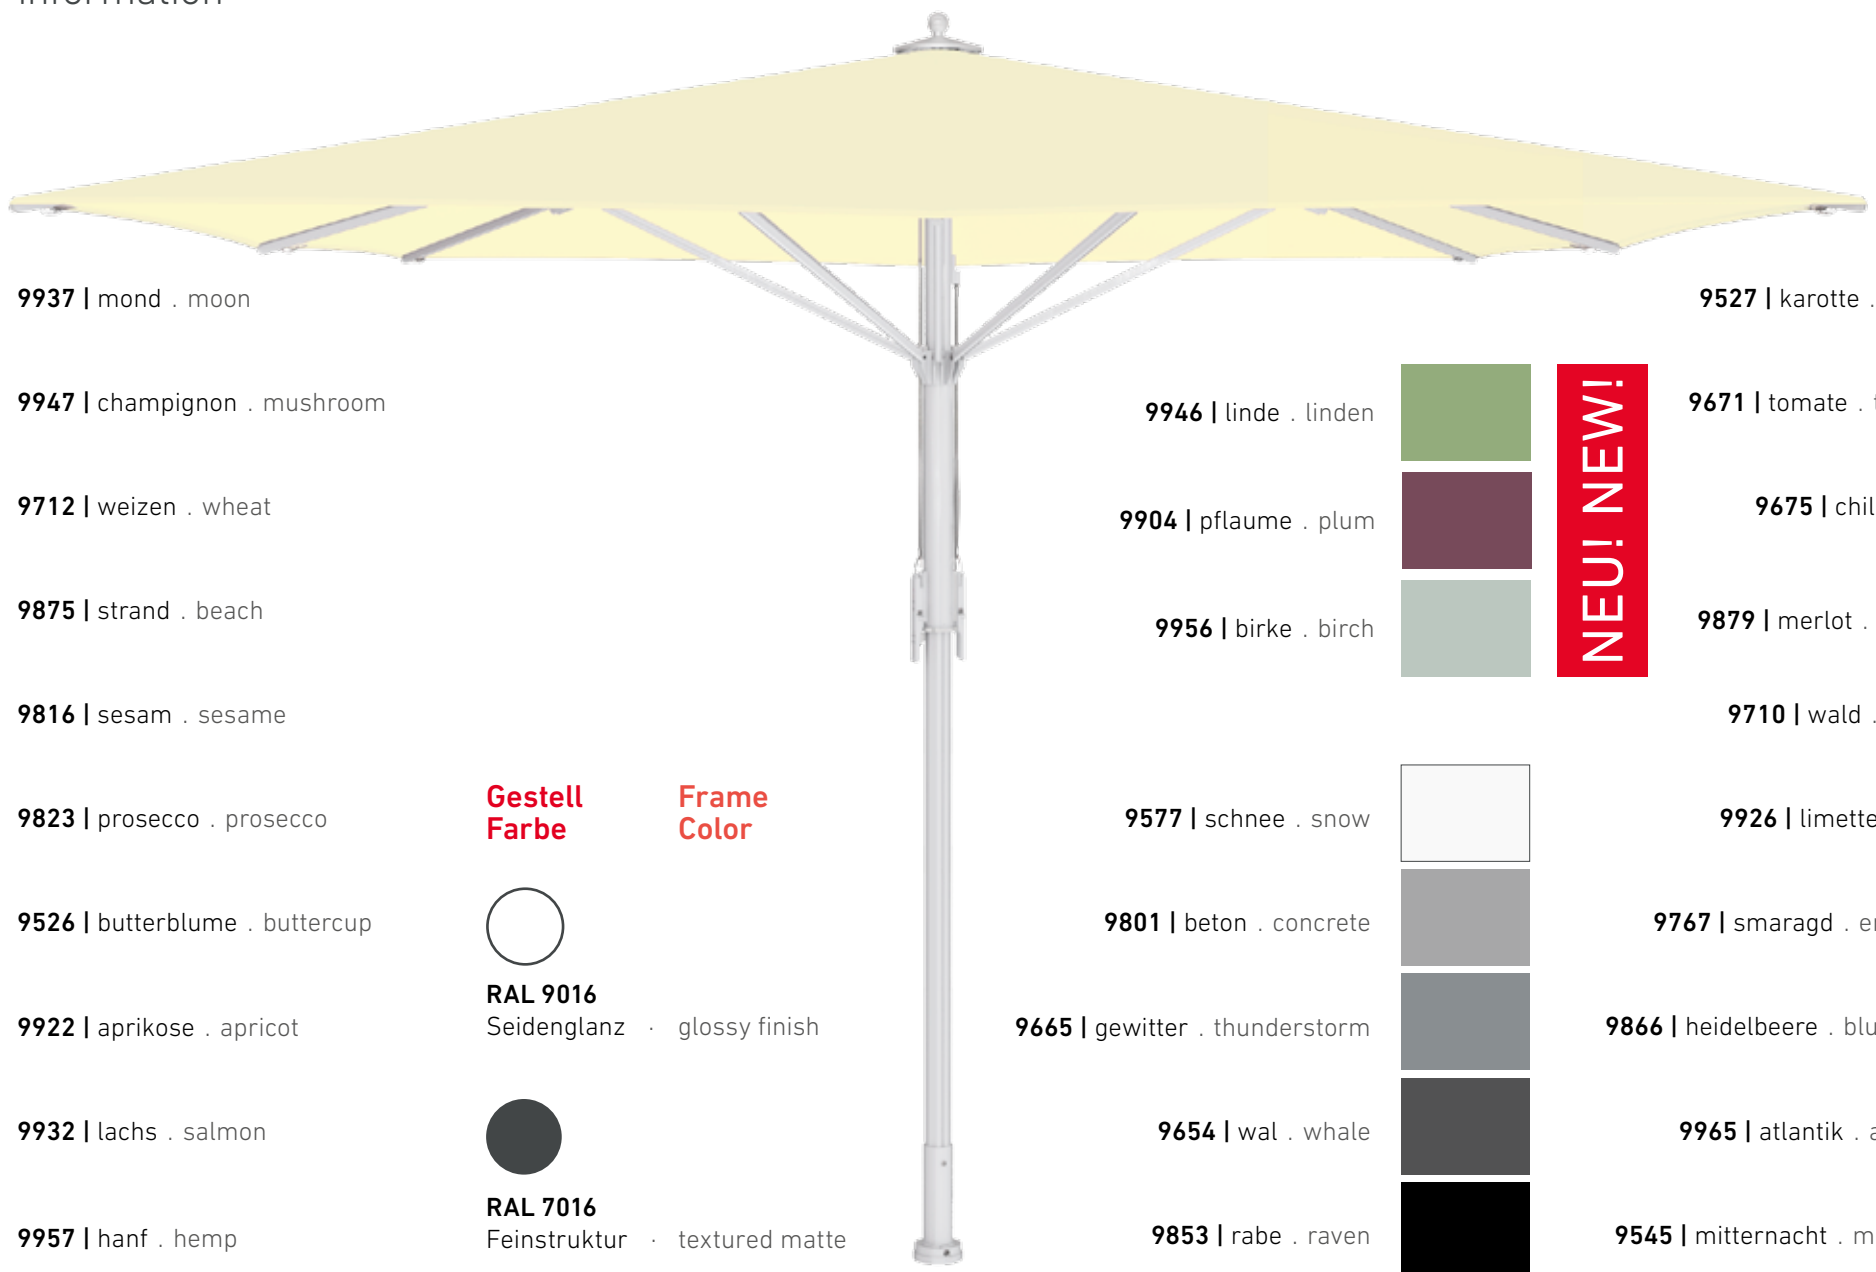 9937 | mond . moon
9947 | champignon . mushroom
9712 | weizen . wheat
9875 | strand . beach
9816 | sesam . sesame
9823 | prosecco . prosecco
9526 | butterblume . buttercup
9922 | aprikose . apricot
9932 | lachs . salmon
9957 | hanf . hemp
Gestell Frame
Farbe Color
RAL 9016
Seidenglanz · glossy finish
RAL 7016
Feinstruktur · textured matte
9946 | linde . linden
9904 | pflaume . plum
9956 | birke . birch
NEU! NEW!
9577 | schnee . snow
9801 | beton . concrete
9665 | gewitter . thunderstorm
9654 | wal . whale
9853 | rabe . raven
9527 | karotte .
9671 | tomate .
9675 |
9879 | merlot .
9710 | wald .
9926 | limette
9767 | smaragd .
9866 | heidelbeere .
9965 | atlantik .
9545 | mitternacht .